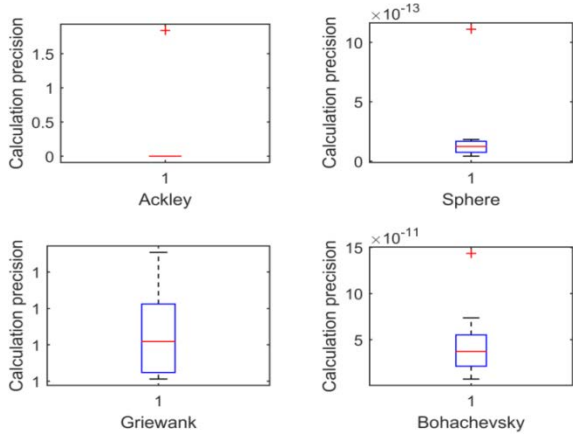 Calculation precision
1.5
1
0.5
0
1
Ackley
×10⁻¹³
Calculation precision
10
5
0
1
Sphere
Calculation precision
1
1
1
1
1
Griewank
×10⁻¹¹
Calculation precision
15
10
5
1
Bohachevsky